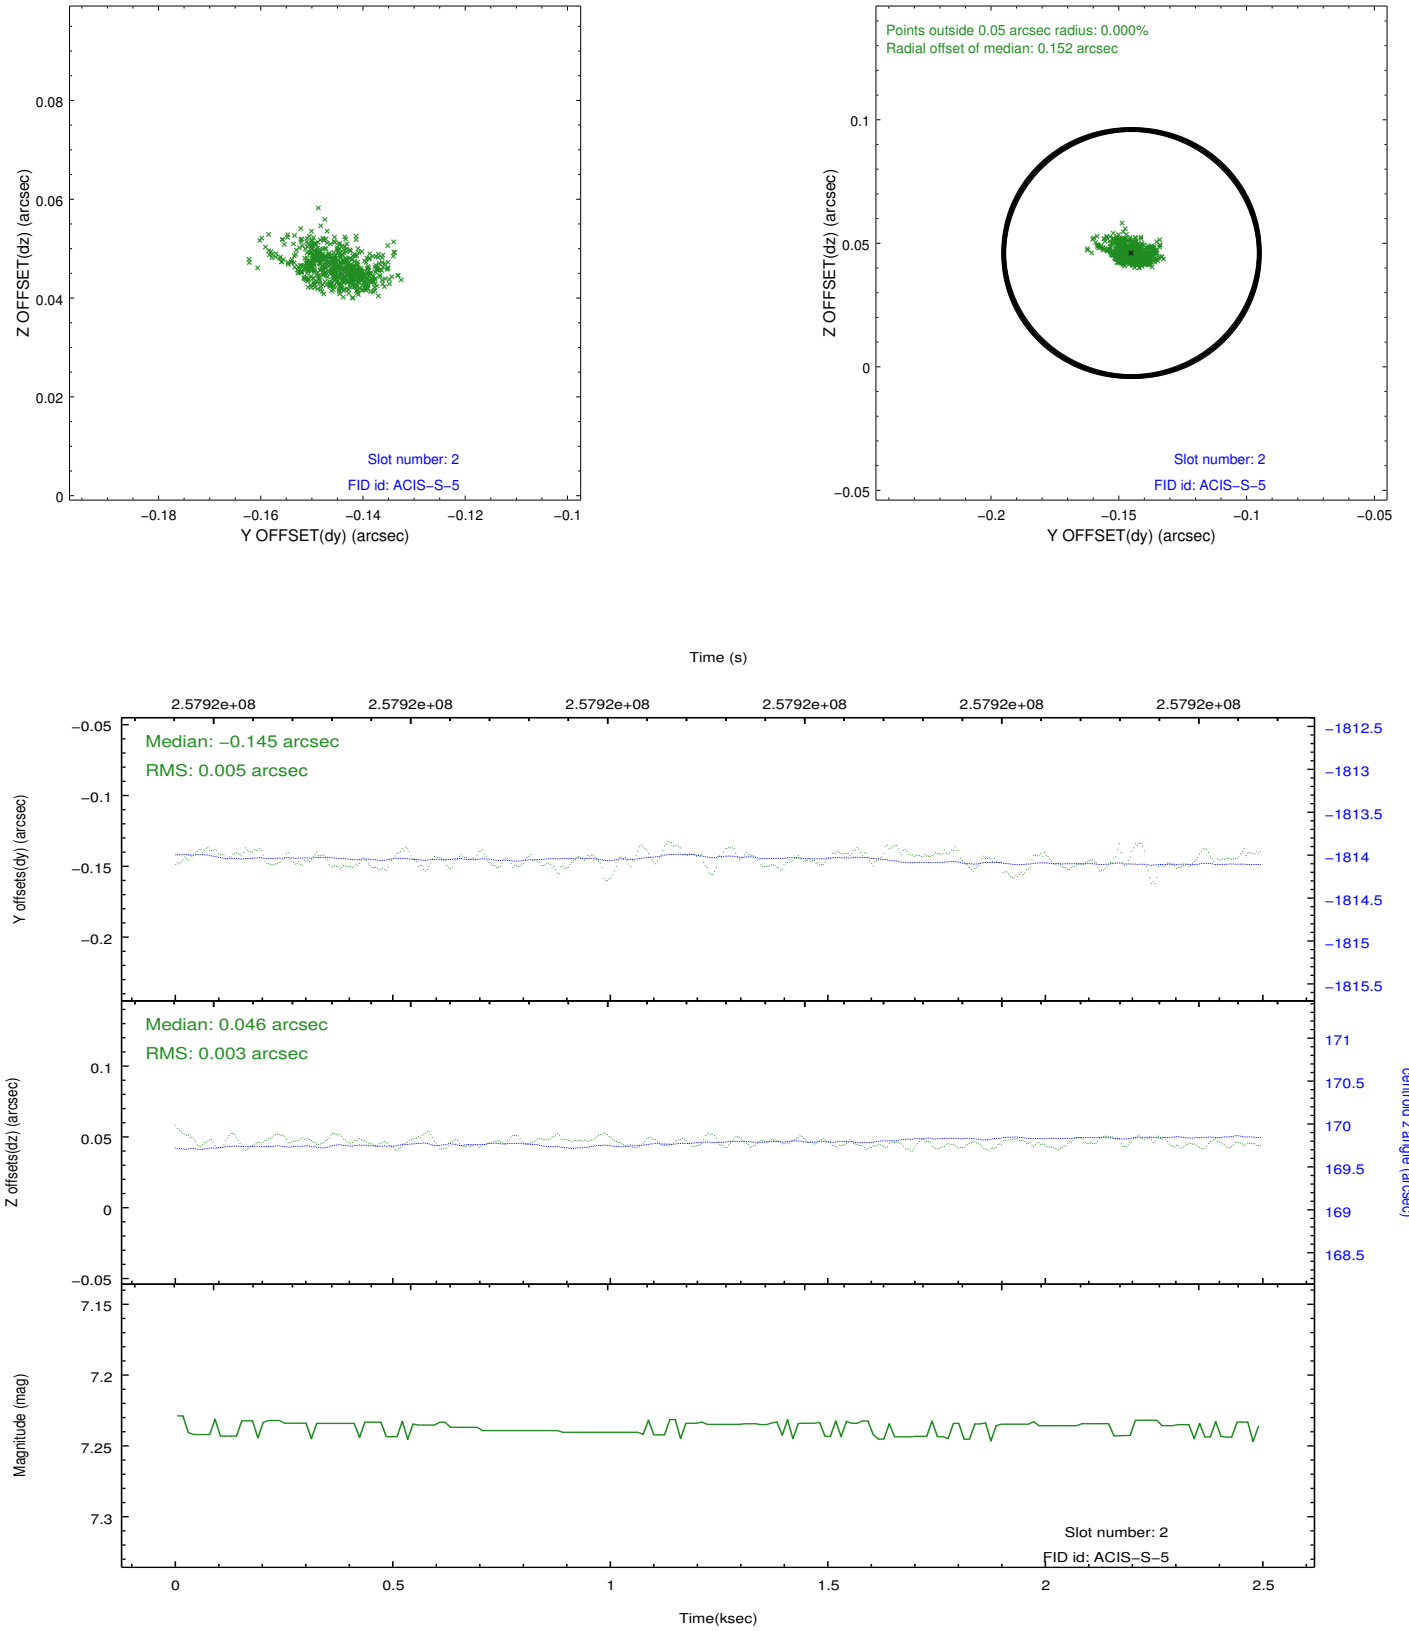 0.08
0.06
0.04
0.02
0
Z OFFSET(dz) (arcsec)
Slot number: 2
FID id: ACIS−S−5
−0.18 −0.16 −0.14 −0.12 −0.1
Y OFFSET(dy) (arcsec)
Points outside 0.05 arcsec radius: 0.000%
Radial offset of median: 0.152 arcsec
0.1
0.05
0
−0.05
Z OFFSET(dz) (arcsec)
Slot number: 2
FID id: ACIS−S−5
−0.2 −0.15 −0.1 −0.05
Y OFFSET(dy) (arcsec)
Time (s)
2.5792e+08 2.5792e+08 2.5792e+08 2.5792e+08 2.5792e+08 2.5792e+08
Median: −0.145 arcsec
RMS: 0.005 arcsec
−0.05
−0.1
−0.15
−0.2
Y offsets(dy) (arcsec)
−1812.5
−1813
−1813.5
−1814
−1814.5
−1815
−1815.5
Median: 0.046 arcsec
RMS: 0.003 arcsec
0.1
0.05
0
−0.05
Z offsets(dz) (arcsec)
171
170.5
170
169.5
169
168.5
centroid z angle (arcsec)
7.15
7.2
7.25
7.3
Magnitude (mag)
Slot number: 2
FID id: ACIS−S−5
0 0.5 1 1.5 2 2.5
Time(ksec)